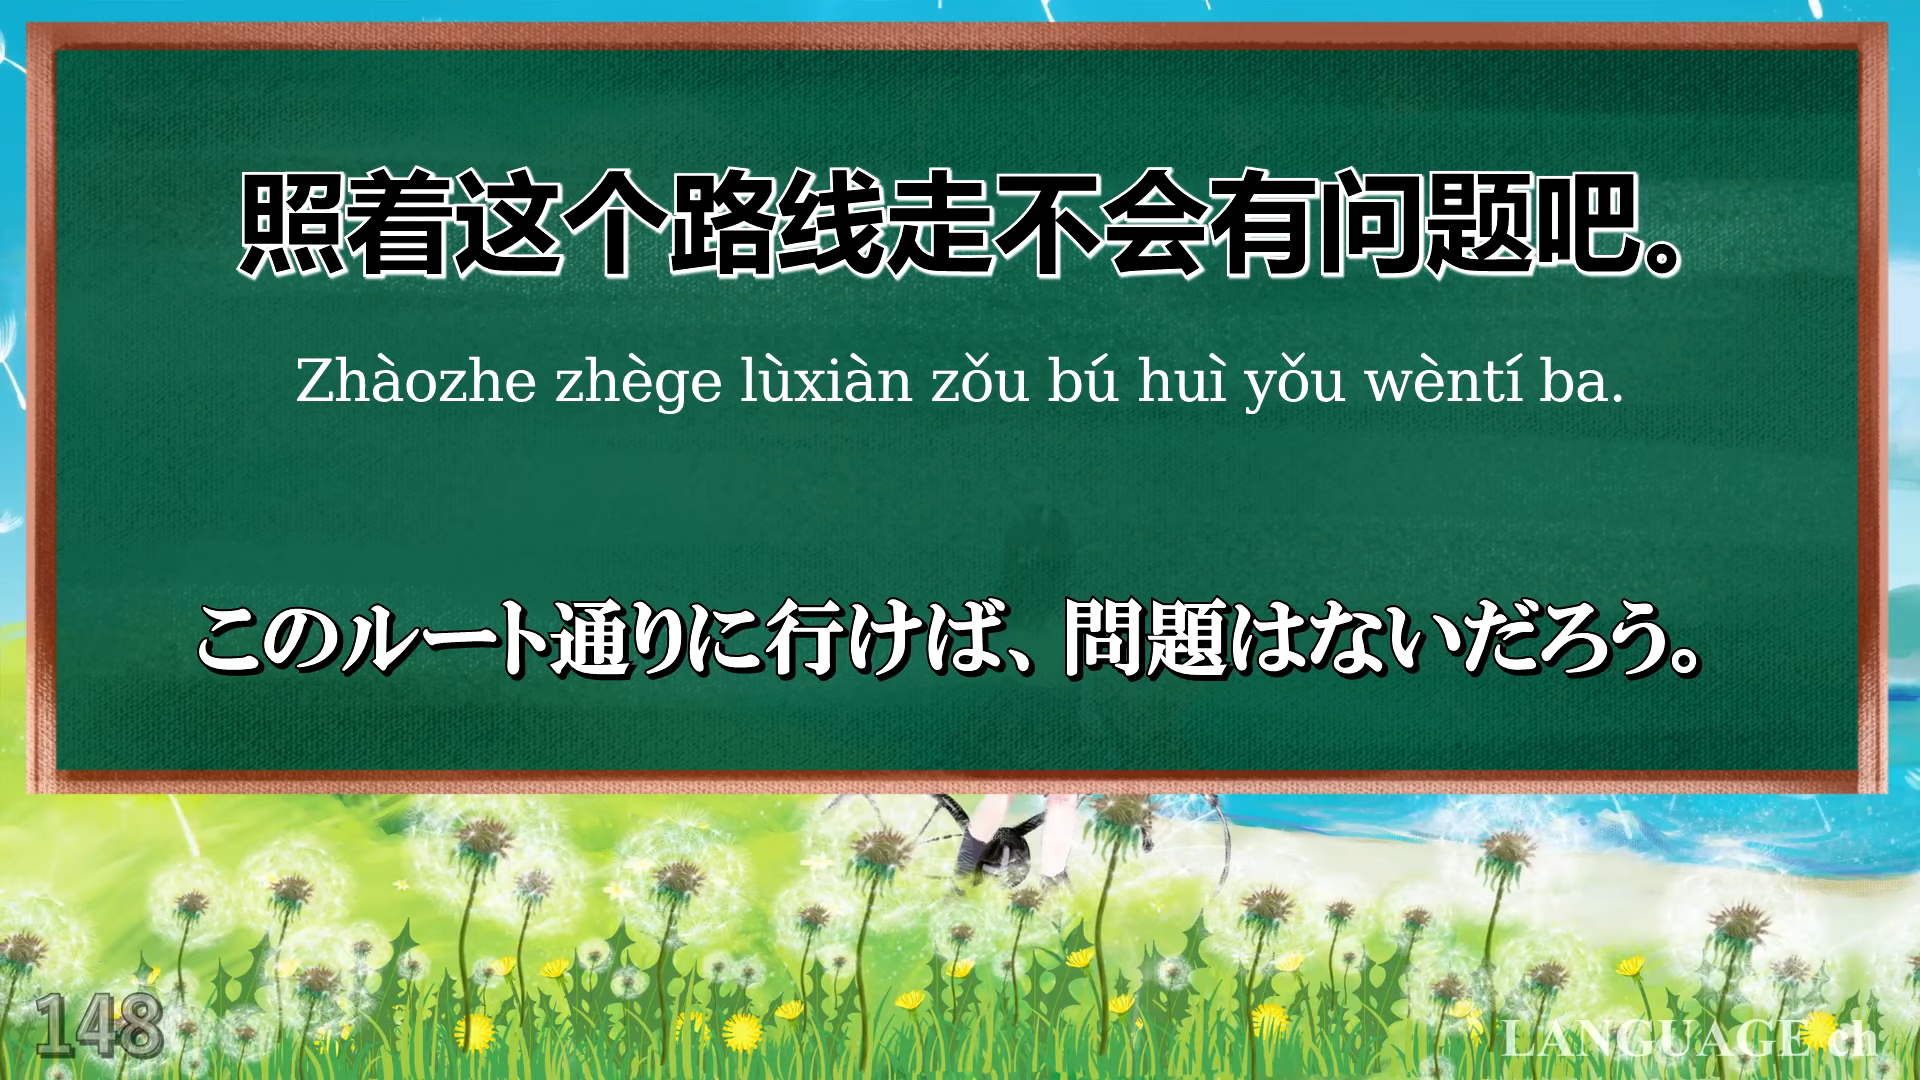 照着这个路线走不会有问题吧。
Zhàozhe zhège lùxiàn zǒu bú huì yǒu wèntí ba.
このルート通りに行けば、問題はないだろう。
148
LANGUAGE ch